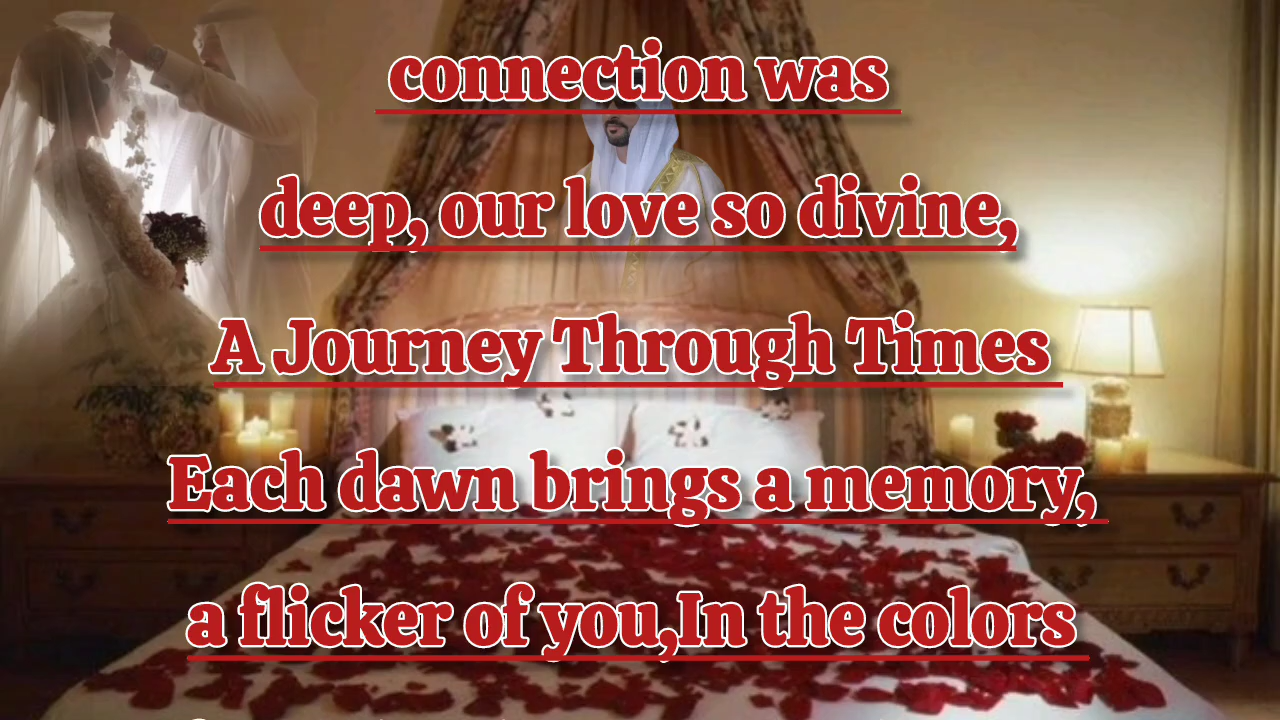 connection was
deep, our love so divine,
A Journey Through Times
Each dawn brings a memory,
a flicker of you,In the colors